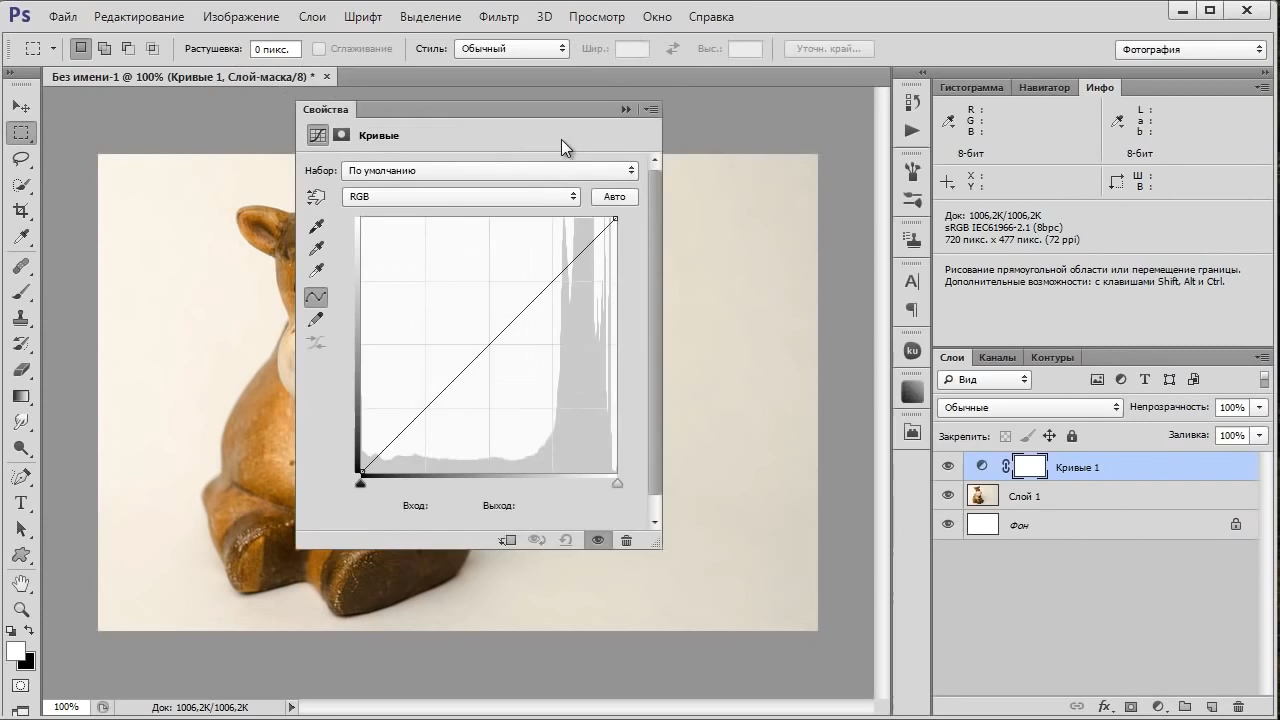 Ps Файл Редактирование Изображение Слои Шрифт Выделение Фильтр 3D Просмотр Окно Справка
Растушевка: 0 пикс. Сглаживание Стиль: Обычный Шир.: Выс.: Уточн. край... Фотография
Без имени-1 @ 100% (Кривые 1, Слой-маска/8) * ×
Свойства
Кривые
Набор: По умолчанию
RGB Авто
Вход: Выход:
Гистограмма Навигатор Инфо
R : L :
G : a :
B : b :
8-бит 8-бит
X : Ш :
Y : В :
Док: 1006,2K/1006,2K
sRGB IEC61966-2.1 (8bpc)
720 пикс. x 477 пикс. (72 ppi)
Рисование прямоугольной области или перемещение границы.
Дополнительные возможности: с клавишами Shift, Alt и Ctrl.
ku
Слои Каналы Контуры
Вид
Обычные Непрозрачность: 100%
Закрепить: Заливка: 100%
Кривые 1
Слой 1
Фон
fx
100% Док: 1006,2K/1006,2K